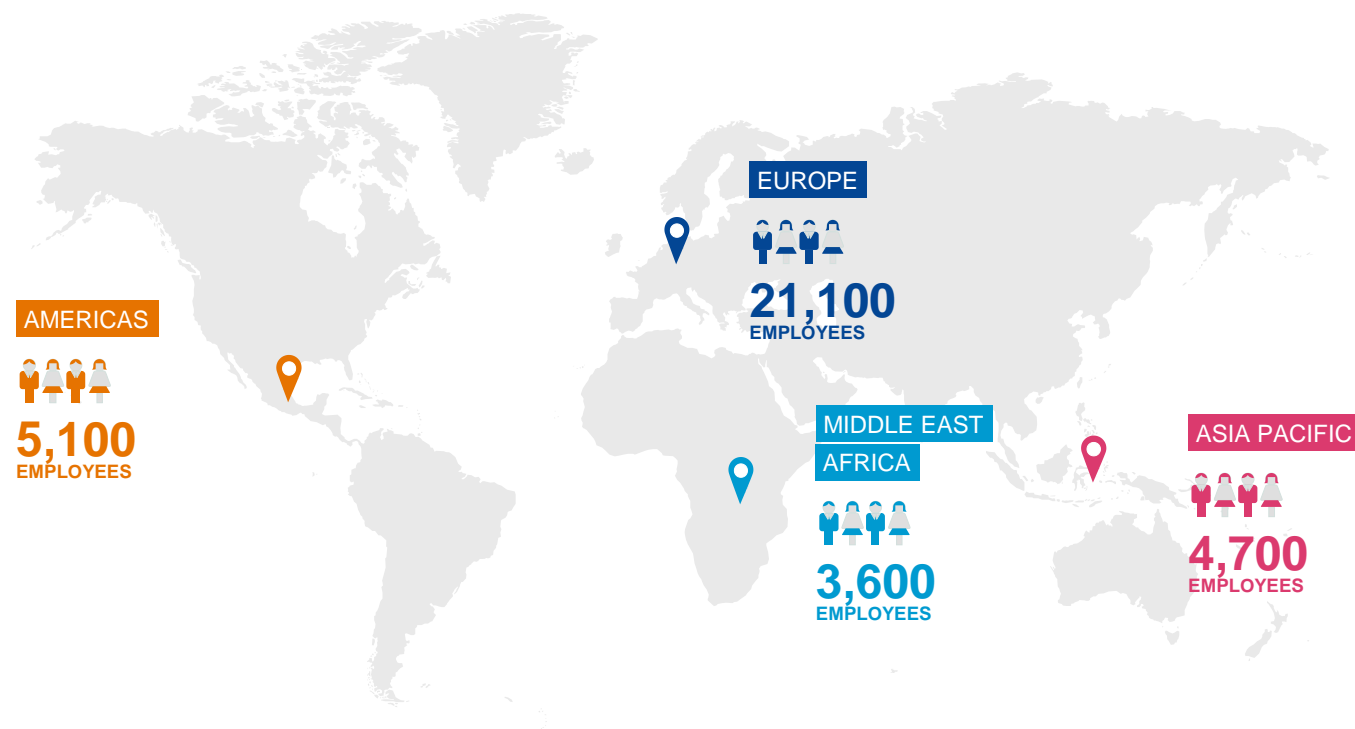 EUROPE
21,100
EMPLOYEES
AMERICAS
5,100
EMPLOYEES
MIDDLE EAST
AFRICA
3,600
EMPLOYEES
ASIA PACIFIC
4,700
EMPLOYEES